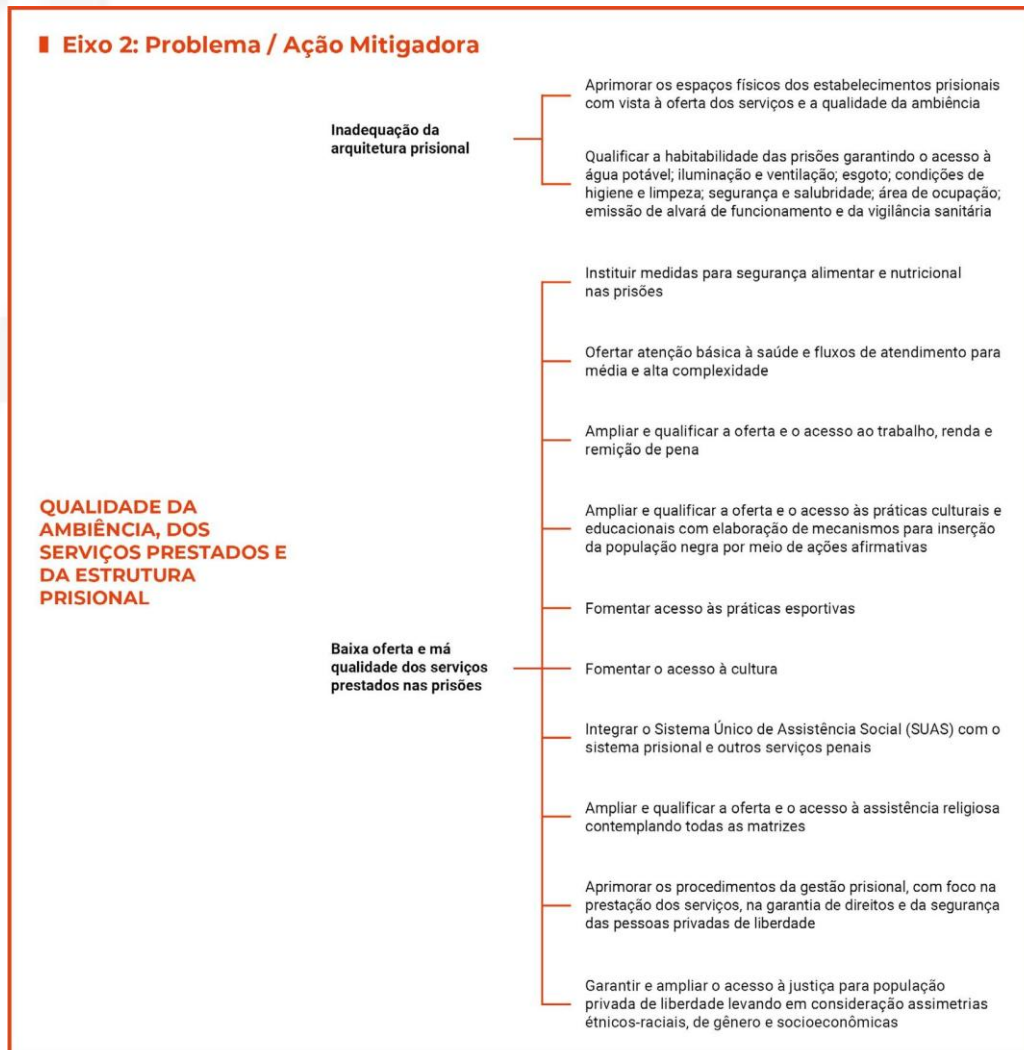 Eixo 2: Problema / Ação Mitigadora
QUALIDADE DA
AMBIÊNCIA, DOS
SERVIÇOS PRESTADOS E
DA ESTRUTURA
PRISIONAL
Inadequação da
arquitetura prisional
Aprimorar os espaços físicos dos estabelecimentos prisionais
com vista à oferta dos serviços e a qualidade da ambiência
Qualificar a habitabilidade das prisões garantindo o acesso à
água potável; iluminação e ventilação; esgoto; condições de
higiene e limpeza; segurança e salubridade; área de ocupação;
emissão de alvará de funcionamento e da vigilância sanitária
Baixa oferta e má
qualidade dos serviços
prestados nas prisões
Instituir medidas para segurança alimentar e nutricional
nas prisões
Ofertar atenção básica à saúde e fluxos de atendimento para
média e alta complexidade
Ampliar e qualificar a oferta e o acesso ao trabalho, renda e
remição de pena
Ampliar e qualificar a oferta e o acesso às práticas culturais e
educacionais com elaboração de mecanismos para inserção
da população negra por meio de ações afirmativas
Fomentar acesso às práticas esportivas
Fomentar o acesso à cultura
Integrar o Sistema Único de Assistência Social (SUAS) com o
sistema prisional e outros serviços penais
Ampliar e qualificar a oferta e o acesso à assistência religiosa
contemplando todas as matrizes
Aprimorar os procedimentos da gestão prisional, com foco na
prestação dos serviços, na garantia de direitos e da segurança
das pessoas privadas de liberdade
Garantir e ampliar o acesso à justiça para população
privada de liberdade levando em consideração assimetrias
étnicos-raciais, de gênero e socioeconômicas